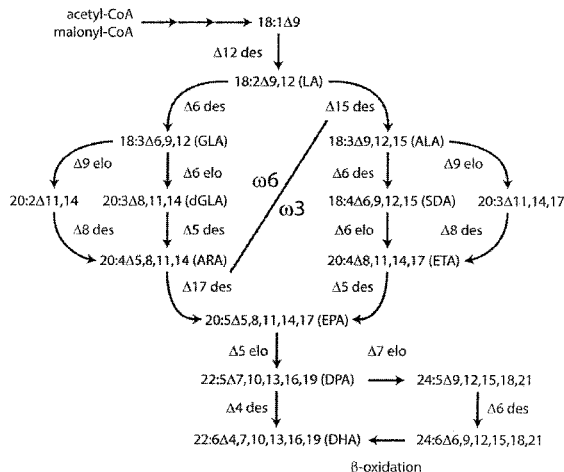 acetyl-CoA
malonyl-CoA
18:1Δ9
Δ12 des
18:2Δ9,12 (LA)
Δ6 des
Δ15 des
18:3Δ6,9,12 (GLA)
18:3Δ9,12,15 (ALA)
Δ9 elo
Δ6 elo
Δ6 des
Δ9 elo
ω6
ω3
20:2Δ11,14
20:3Δ8,11,14 (dGLA)
18:4Δ6,9,12,15 (SDA)
20:3Δ11,14,17
Δ8 des
Δ5 des
Δ6 elo
Δ8 des
20:4Δ5,8,11,14 (ARA)
20:4Δ8,11,14,17 (ETA)
Δ17 des
Δ5 des
20:5Δ5,8,11,14,17 (EPA)
Δ5 elo
Δ7 elo
22:5Δ7,10,13,16,19 (DPA)
24:5Δ9,12,15,18,21
Δ4 des
Δ6 des
22:6Δ4,7,10,13,16,19 (DHA)
24:6Δ6,9,12,15,18,21
β-oxidation